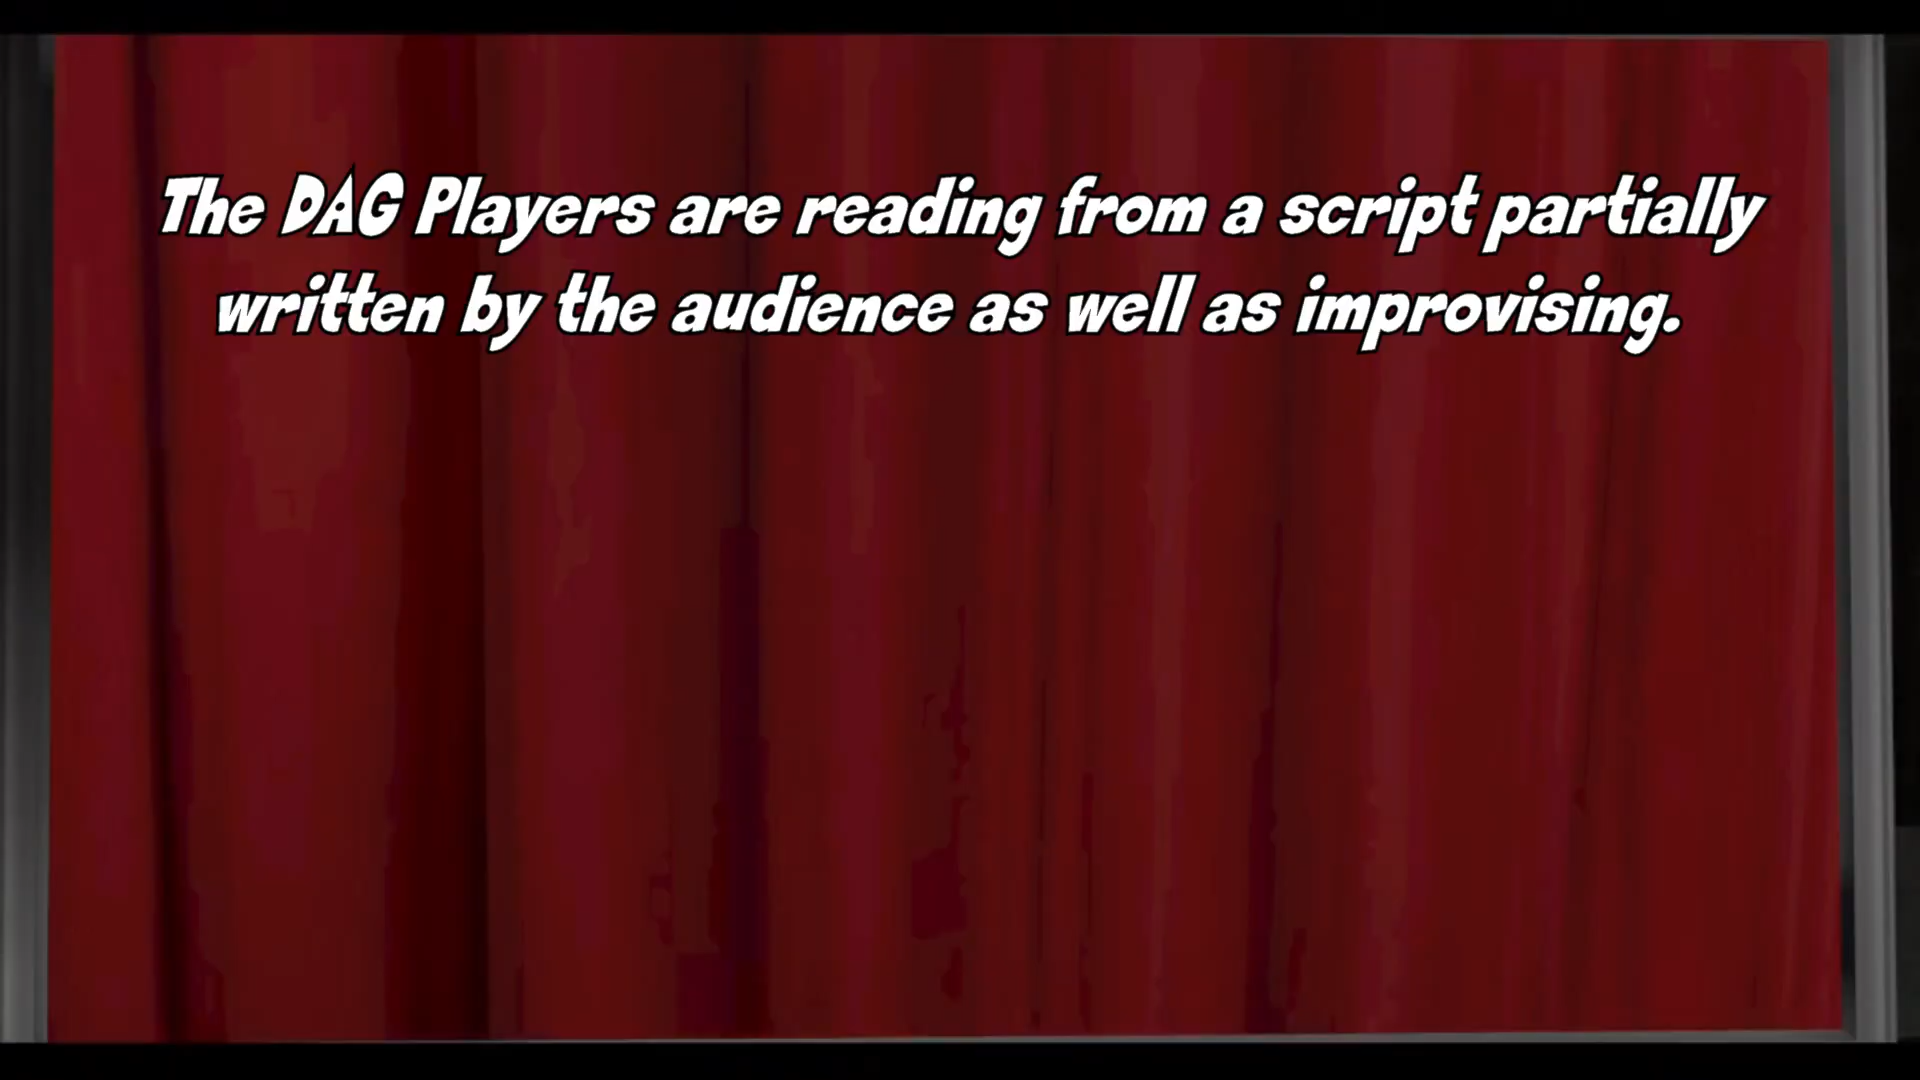 The DAG Players are reading from a script partially
written by the audience as well as improvising.